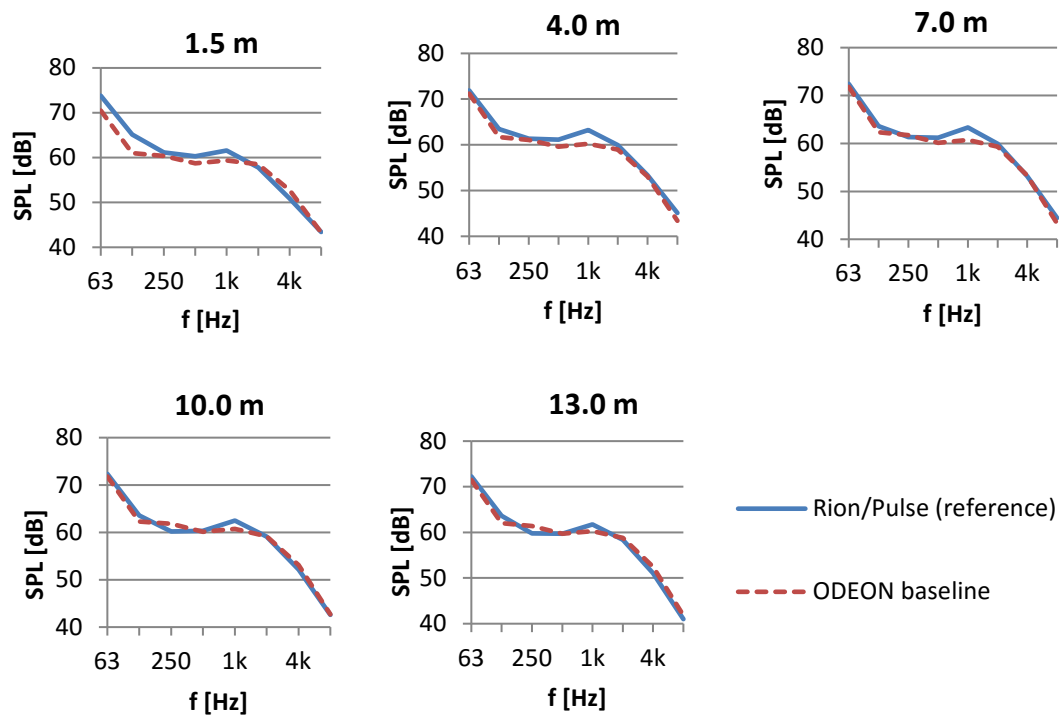 1.5 m
80
70
60
50
40
SPL [dB]
63 250 1k 4k
f [Hz]
4.0 m
80
70
60
50
40
SPL [dB]
63 250 1k 4k
f [Hz]
7.0 m
80
70
60
50
40
SPL [dB]
63 250 1k 4k
f [Hz]
10.0 m
80
70
60
50
40
SPL [dB]
63 250 1k 4k
f [Hz]
13.0 m
80
70
60
50
40
SPL [dB]
63 250 1k 4k
f [Hz]
Rion/Pulse (reference)
ODEON baseline